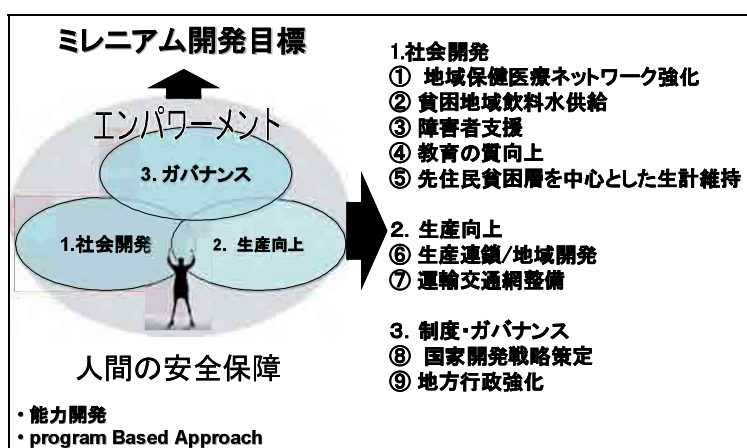 ミレニアム開発目標
エンパワーメント
3. ガバナンス
1.社会開発
2. 生産向上
人間の安全保障
・能力開発
・program Based Approach
1.社会開発
① 地域保健医療ネットワーク強化
② 貧困地域飲料水供給
③ 障害者支援
④ 教育の質向上
⑤ 先住民貧困層を中心とした生計維持
2. 生産向上
⑥ 生産連鎖/地域開発
⑦ 運輸交通網整備
3. 制度・ガバナンス
⑧ 国家開発戦略策定
⑨ 地方行政強化